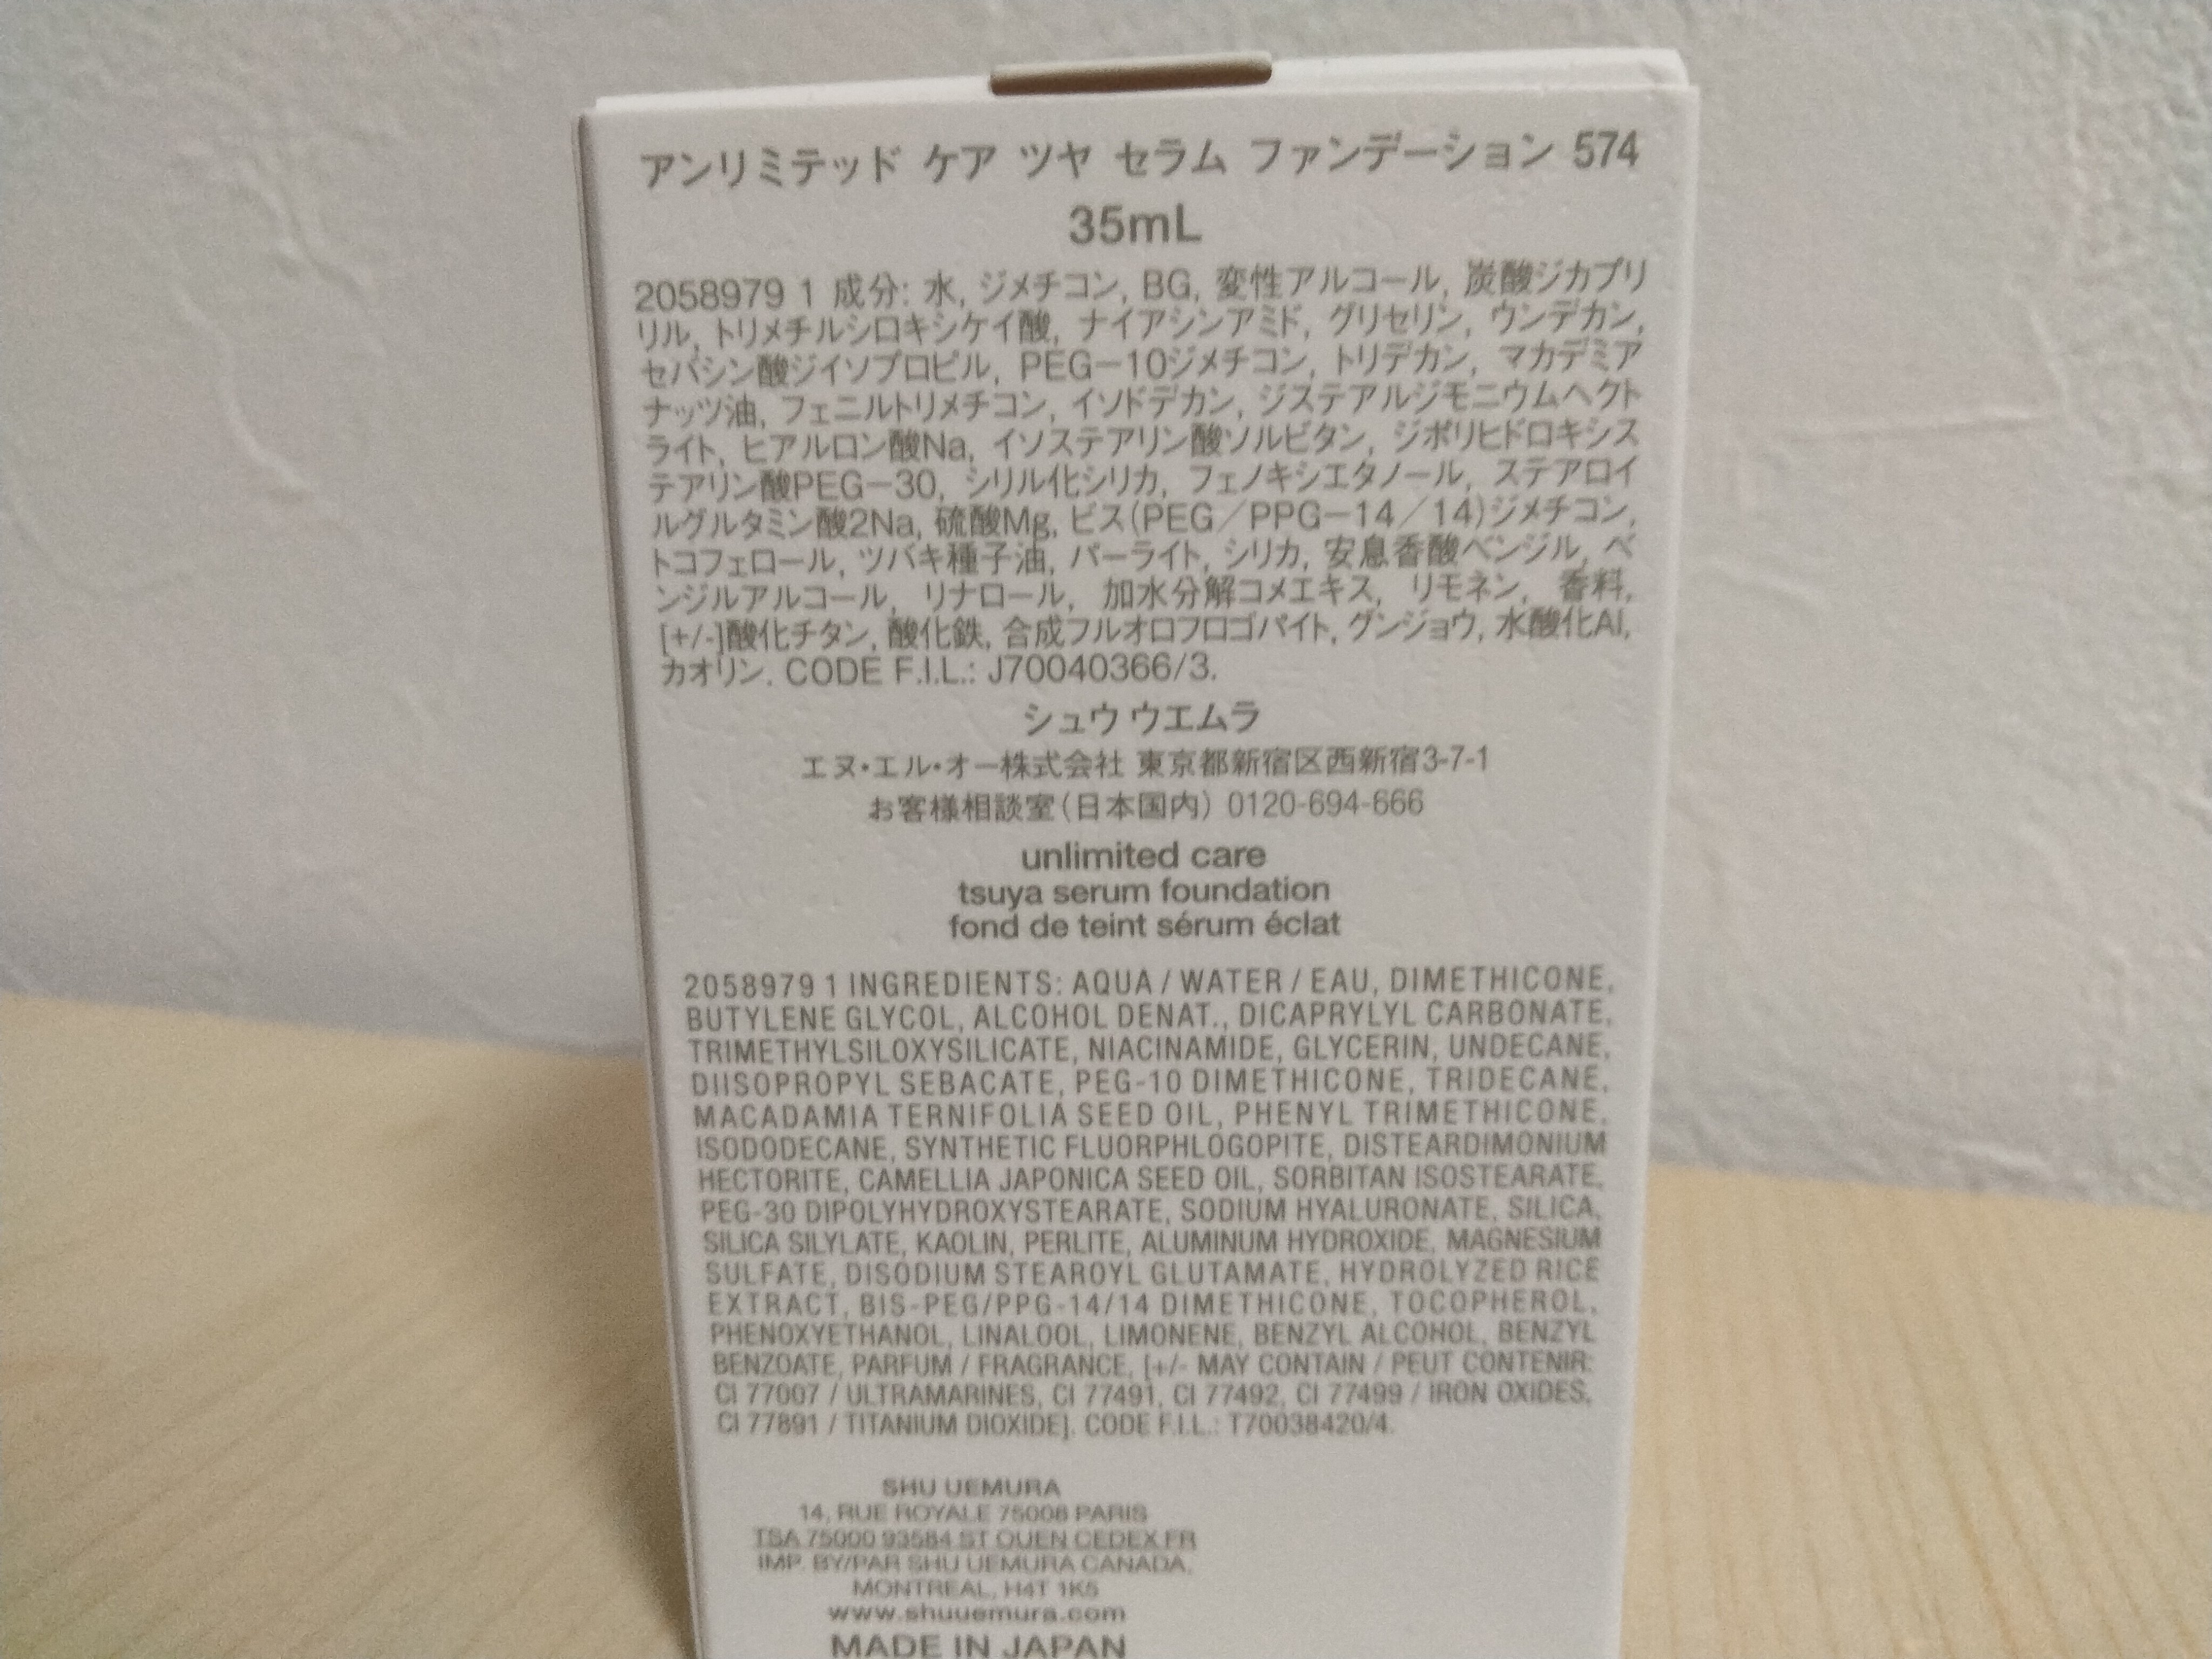 アンリミテッド ケア ツヤ セラム ファンデーション 574
35mL
2058979 1 成分: 水, ジメチコン, BG, 変性アルコール, 炭酸ジカプリ
リル, トリメチルシロキシケイ酸, ナイアシンアミド, グリセリン, ウンデカン,
セバシン酸ジイソプロピル, PEG−10ジメチコン, トリデカン, マカデミア
ナッツ油, フェニルトリメチコン, イソドデカン, ジステアルジモニウムヘクト
ライト, ヒアルロン酸Na, イソステアリン酸ソルビタン, ジポリヒドロキシス
テアリン酸PEG−30, シリル化シリカ, フェノキシエタノール, ステアロイ
ルグルタミン酸2Na, 硫酸Mg, ビス(PEG/PPG−14/14)ジメチコン,
トコフェロール, ツバキ種子油, パーライト, シリカ, 安息香酸ベンジル, ベ
ンジルアルコール, リナロール, 加水分解コメエキス, リモネン, 香料,
[+/-]酸化チタン, 酸化鉄, 合成フルオロフロゴパイト, グンジョウ, 水酸化Al,
カオリン. CODE F.I.L.: J70040366/3.
シュウ ウエムラ
エヌ・エル・オー株式会社 東京都新宿区西新宿3-7-1
お客様相談室(日本国内) 0120-694-666
unlimited care
tsuya serum foundation
fond de teint sérum éclat
2058979 1 INGREDIENTS: AQUA / WATER / EAU, DIMETHICONE,
BUTYLENE GLYCOL, ALCOHOL DENAT., DICAPRYLYL CARBONATE,
TRIMETHYLSILOXYSILICATE, NIACINAMIDE, GLYCERIN, UNDECANE,
DIISOPROPYL SEBACATE, PEG-10 DIMETHICONE, TRIDECANE,
MACADAMIA TERNIFOLIA SEED OIL, PHENYL TRIMETHICONE,
ISODODECANE, SYNTHETIC FLUORPHLOGOPITE, DISTEARDIMONIUM
HECTORITE, CAMELLIA JAPONICA SEED OIL, SORBITAN ISOSTEARATE,
PEG-30 DIPOLYHYDROXYSTEARATE, SODIUM HYALURONATE, SILICA,
SILICA SILYLATE, KAOLIN, PERLITE, ALUMINUM HYDROXIDE, MAGNESIUM
SULFATE, DISODIUM STEAROYL GLUTAMATE, HYDROLYZED RICE
EXTRACT, BIS-PEG/PPG-14/14 DIMETHICONE, TOCOPHEROL,
PHENOXYETHANOL, LINALOOL, LIMONENE, BENZYL ALCOHOL, BENZYL
BENZOATE, PARFUM / FRAGRANCE, [+/- MAY CONTAIN / PEUT CONTENIR:
CI 77007 / ULTRAMARINES, CI 77491, CI 77492, CI 77499 / IRON OXIDES,
CI 77891 / TITANIUM DIOXIDE]. CODE F.I.L.: T70038420/4.
SHU UEMURA
14, RUE ROYALE 75008 PARIS
TSA 75000 93584 ST OUEN CEDEX FR
IMP. BY/PAR SHU UEMURA CANADA,
MONTREAL, H4T 1K5
www.shuuemura.com
MADE IN JAPAN